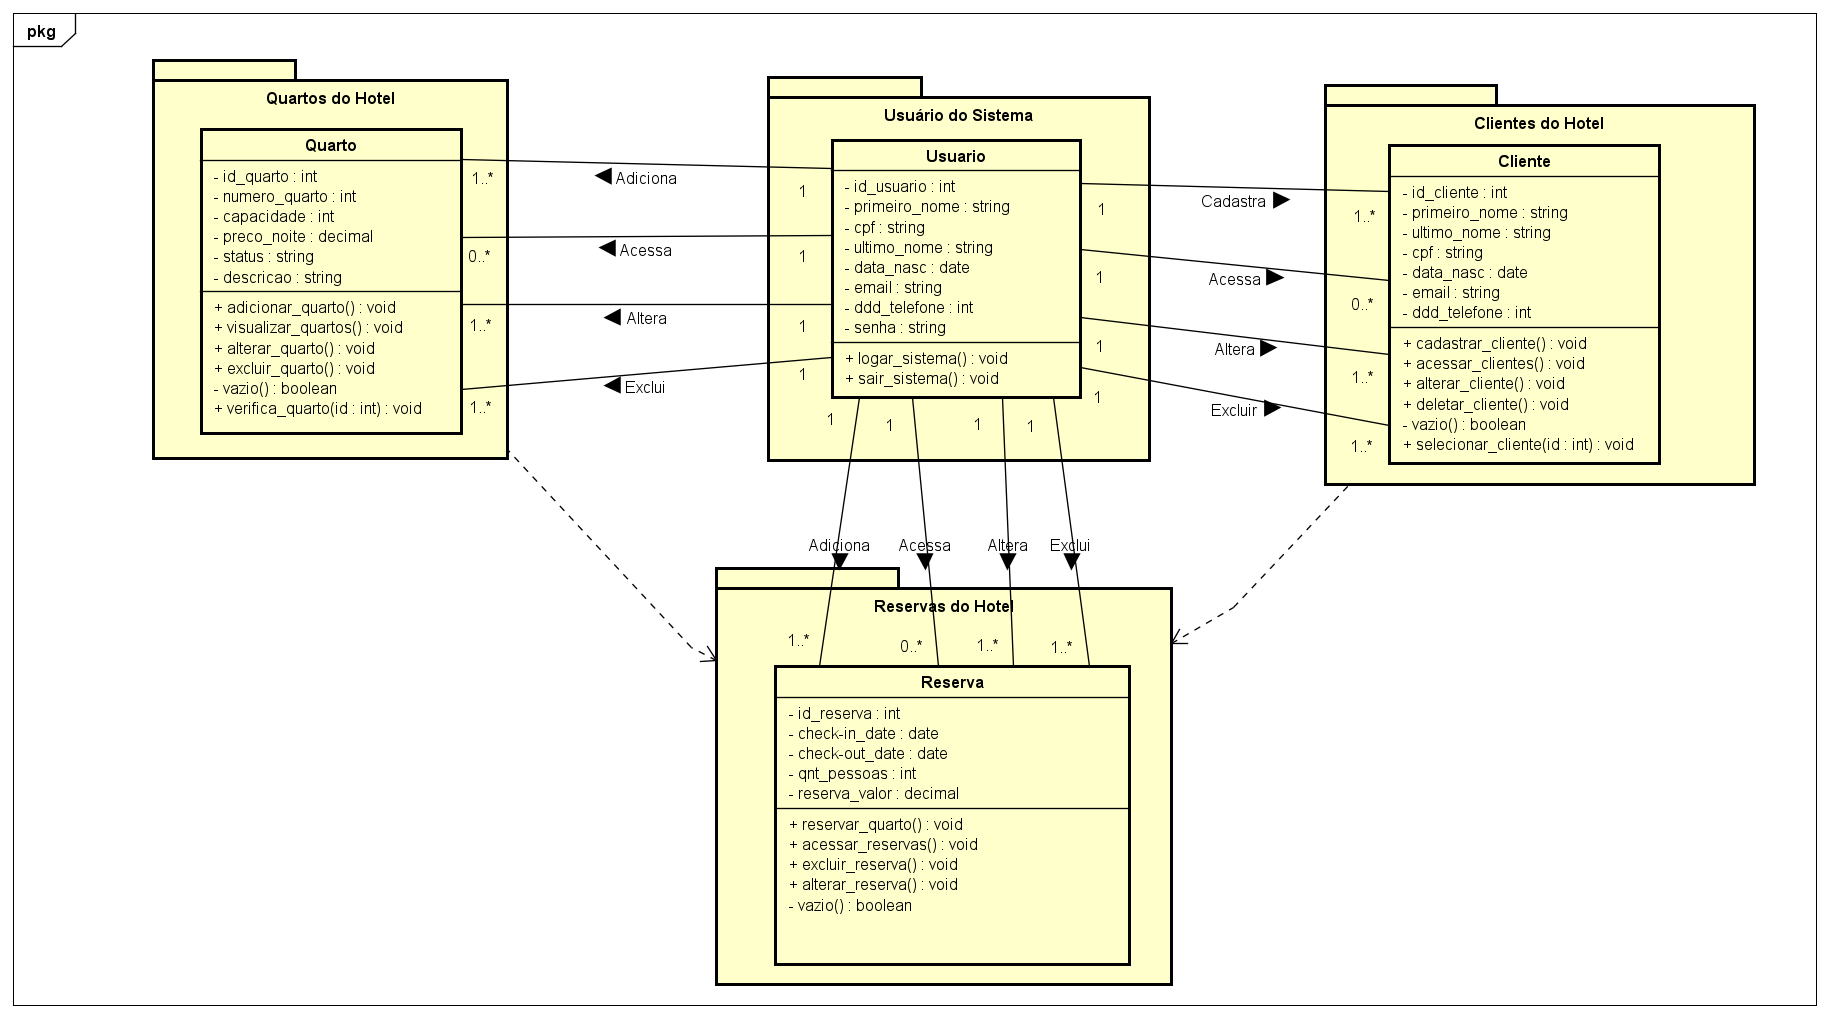 pkg
Quartos do Hotel
Quarto
- id_quarto : int
- numero_quarto : int
- capacidade : int
- preco_noite : decimal
- status : string
- descricao : string
+ adicionar_quarto() : void
+ visualizar_quartos() : void
+ alterar_quarto() : void
+ excluir_quarto() : void
- vazio() : boolean
+ verifica_quarto(id : int) : void
1..*
Adiciona
1
0..*
Acessa
1
1..*
Altera
1
1..*
Exclui
1
Usuário do Sistema
Usuario
- id_usuario : int
- primeiro_nome : string
- cpf : string
- ultimo_nome : string
- data_nasc : date
- email : string
- ddd_telefone : int
- senha : string
+ logar_sistema() : void
+ sair_sistema() : void
1
Cadastra
1..*
1
Acessa
0..*
1
Altera
1..*
1
Excluir
1..*
Clientes do Hotel
Cliente
- id_cliente : int
- primeiro_nome : string
- ultimo_nome : string
- cpf : string
- data_nasc : date
- email : string
- ddd_telefone : int
+ cadastrar_cliente() : void
+ acessar_clientes() : void
+ alterar_cliente() : void
+ deletar_cliente() : void
- vazio() : boolean
+ selecionar_cliente(id : int) : void
1 1 1 1
Adiciona Acessa Altera Exclui
Reservas do Hotel
1..* 0..* 1..* 1..*
Reserva
- id_reserva : int
- check-in_date : date
- check-out_date : date
- qnt_pessoas : int
- reserva_valor : decimal
+ reservar_quarto() : void
+ acessar_reservas() : void
+ excluir_reserva() : void
+ alterar_reserva() : void
- vazio() : boolean